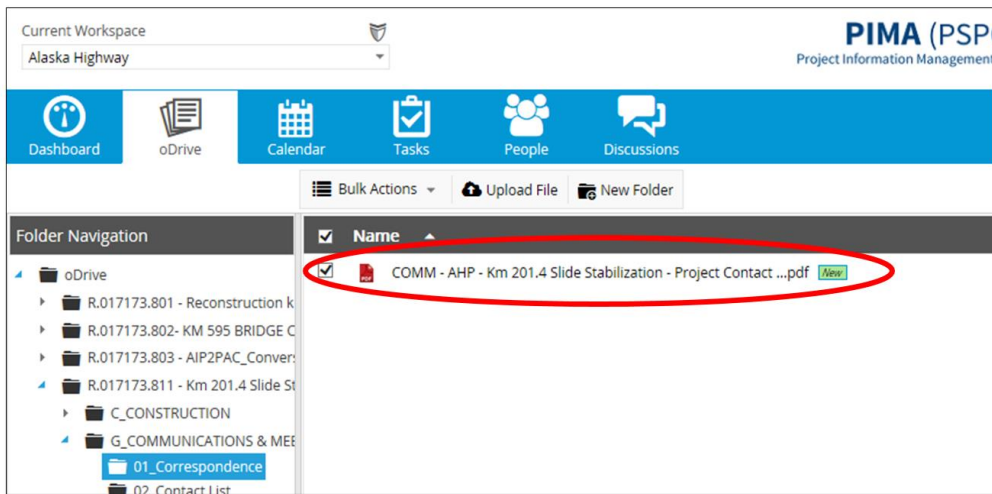 Current Workspace
Alaska Highway
PIMA (PSP
Project Information Management
Dashboard
oDrive
Calendar
Tasks
People
Discussions
Bulk Actions
Upload File
New Folder
Folder Navigation
Name
oDrive
COMM - AHP - Km 201.4 Slide Stabilization - Project Contact ...pdf New
R.017173.801 - Reconstruction k
R.017173.802- KM 595 BRIDGE C
R.017173.803 - AIP2PAC_Convers
R.017173.811 - Km 201.4 Slide St
C_CONSTRUCTION
G_COMMUNICATIONS & MEE
01_Correspondence
02_Contact List